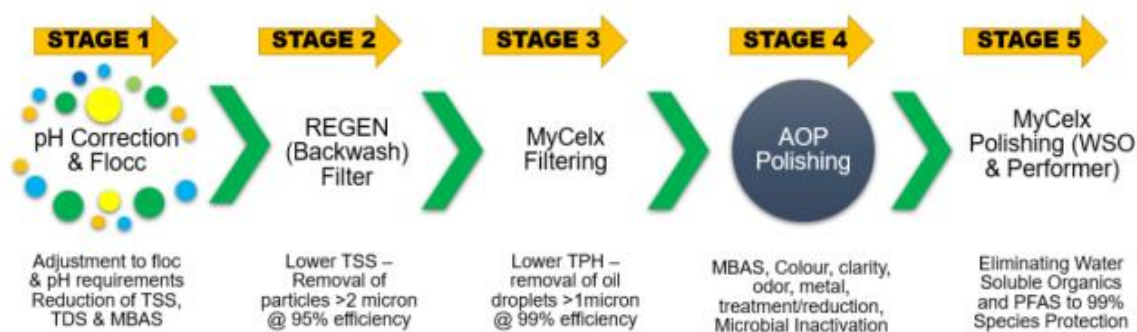 STAGE 1
STAGE 2
STAGE 3
STAGE 4
STAGE 5
pH Correction
& Flocc
REGEN
(Backwash)
Filter
MyCelx
Filtering
AOP
Polishing
MyCelx
Polishing (WSO
& Performer)
Adjustment to floc
& pH requirements
Reduction of TSS,
TDS & MBAS
Lower TSS –
Removal of
particles >2 micron
@ 95% efficiency
Lower TPH –
removal of oil
droplets >1micron
@ 99% efficiency
MBAS, Colour, clarity,
odor, metal,
treatment/reduction,
Microbial Inactivation
Eliminating Water
Soluble Organics
and PFAS to 99%
Species Protection